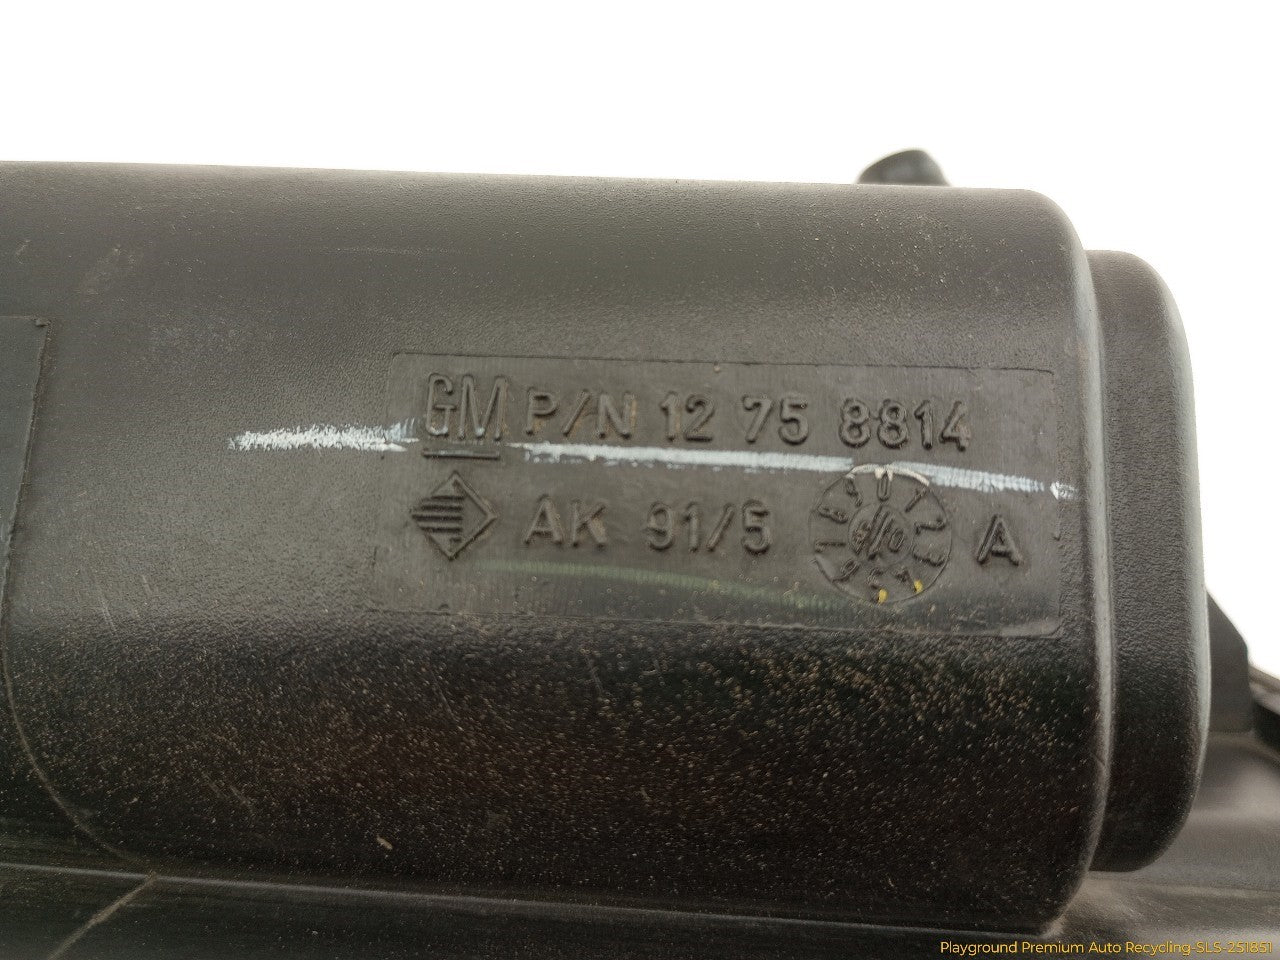 GM P/N 12 75 8814
AK 91/5 A
Playground Premium Auto Recycling-SLS-251851